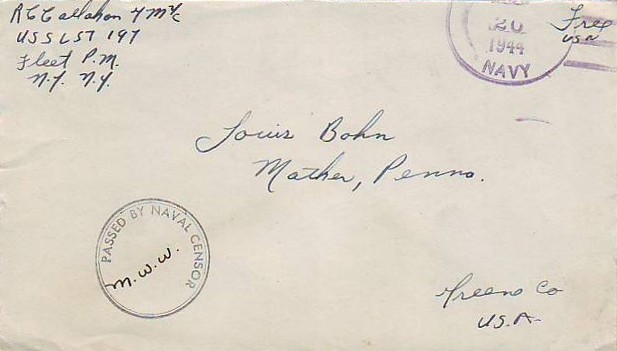 R C Callahan Y M 3/c
USS LST 197
Fleet P.M.
N.Y. N.Y.
20
1944
NAVY
Free
USN
Louis Bohn
Mather, Penna.
PASSED BY NAVAL CENSOR
M.W.W.
Greene Co
U.S.A.